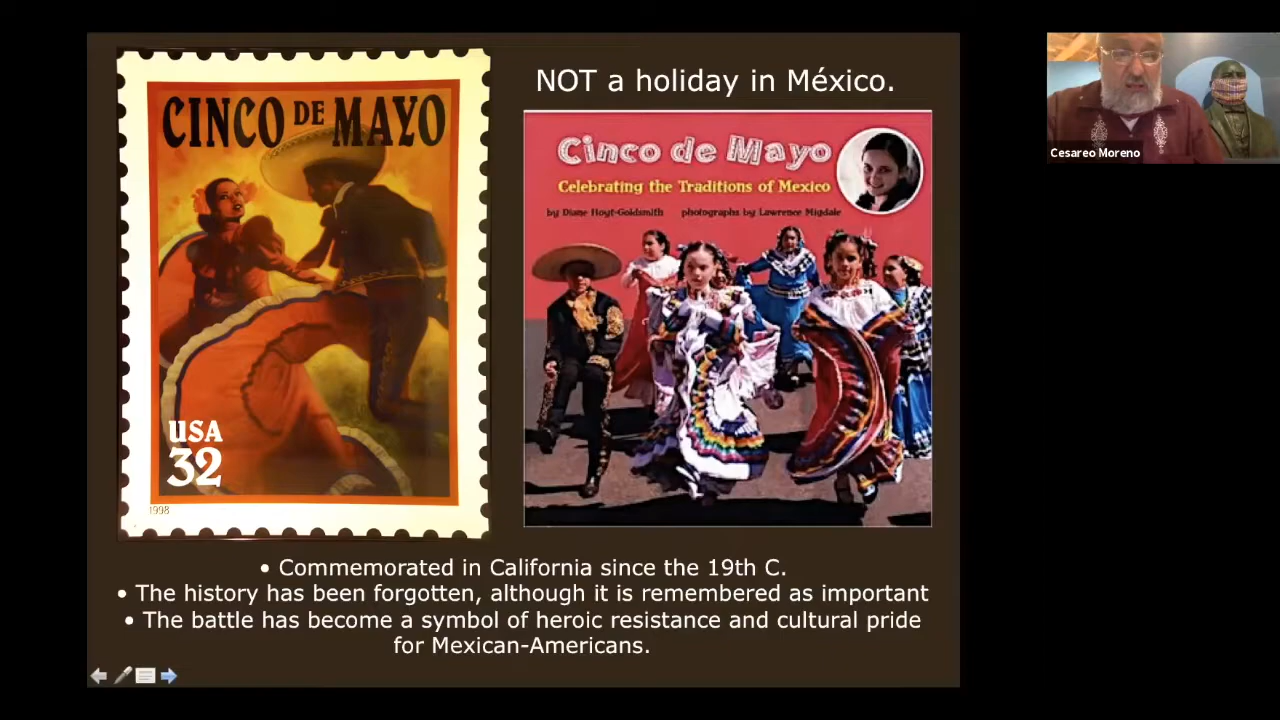 CINCO DE MAYO
USA
32
1998
NOT a holiday in México.
Cinco de Mayo
Celebrating the Traditions of Mexico
by Diane Hoyt-Goldsmith photographs by Lawrence Migdale
• Commemorated in California since the 19th C.
• The history has been forgotten, although it is remembered as important
• The battle has become a symbol of heroic resistance and cultural pride
for Mexican-Americans.
Cesareo Moreno